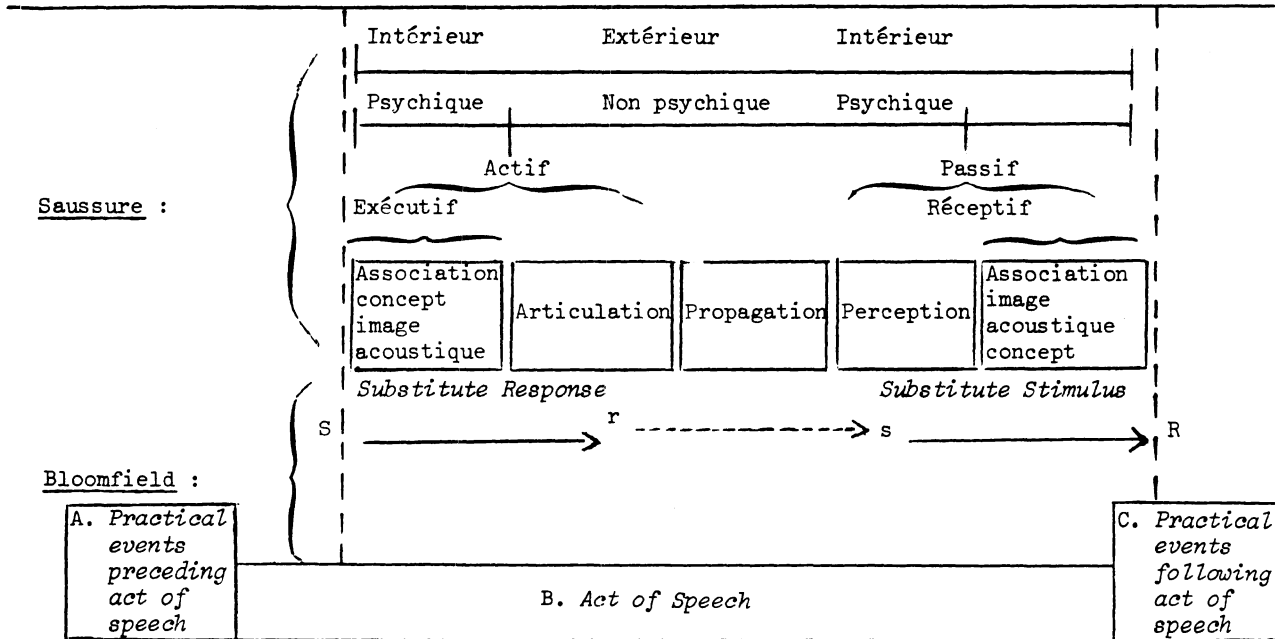 Intérieur Extérieur Intérieur
Psychique Non psychique Psychique
Actif Passif
Saussure :
Exécutif Réceptif
Association
concept
image
acoustique
Articulation
Propagation
Perception
Association
image
acoustique
concept
Substitute Response Substitute Stimulus
S r s R
Bloomfield :
A. Practical
events
preceding
act of
speech
B. Act of Speech
C. Practical
events
following
act of
speech